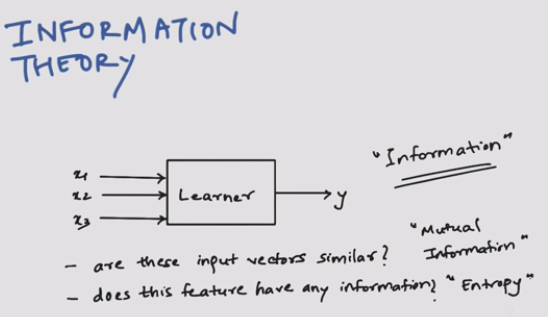 INFORMATION
THEORY
"Information"
x1
x2
x3
Learner
y
- are these input vectors similar? "Mutual Information"
- does this feature have any information? "Entropy"